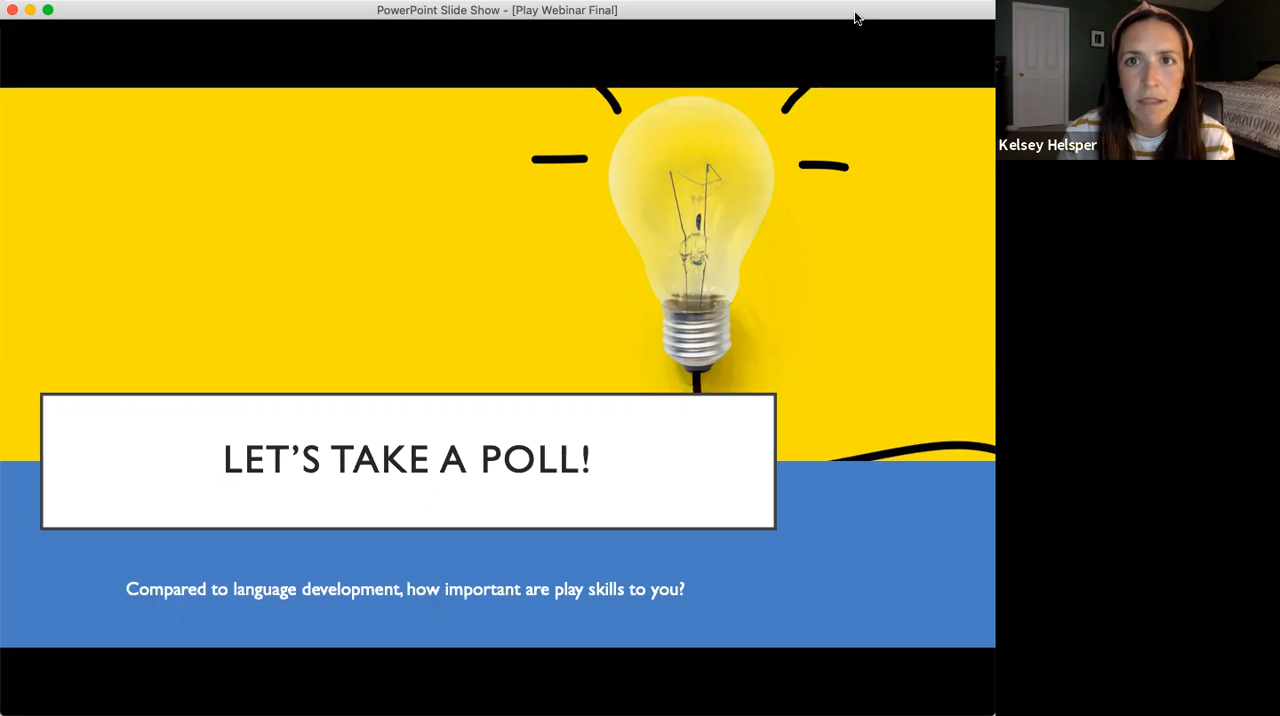 PowerPoint Slide Show - [Play Webinar Final]
Kelsey Helsper
LET’S TAKE A POLL!
Compared to language development, how important are play skills to you?